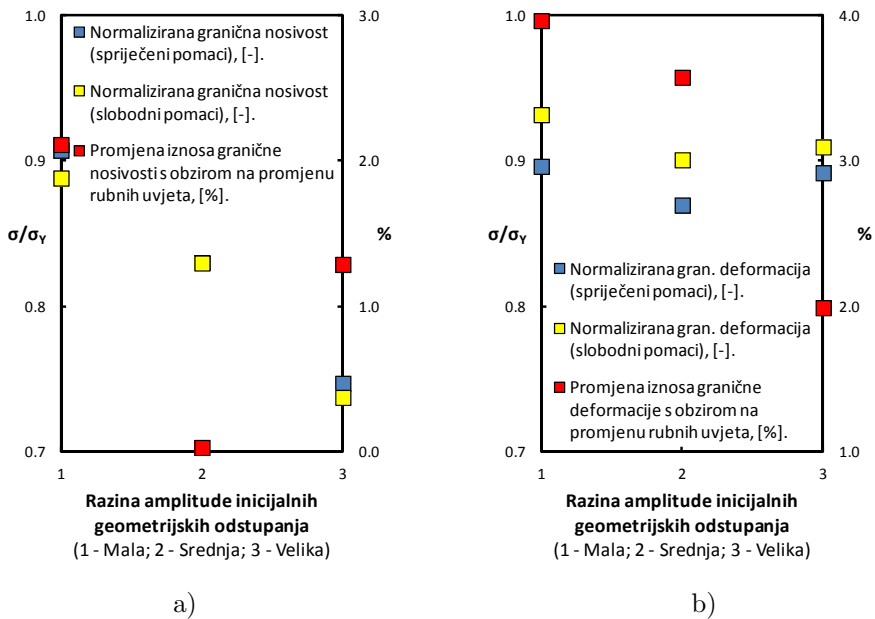 1.0
0.9
0.8
0.7
σ/σY
3.0
2.0
1.0
0.0
%
Normalizirana granična nosivost
(spriječeni pomaci), [-].
Normalizirana granična nosivost
(slobodni pomaci), [-].
Promjena iznosa granične
nosivosti s obzirom na promjenu
rubnih uvjeta, [%].
1 2 3
Razina amplitude inicijalnih
geometrijskih odstupanja
(1 - Mala; 2 - Srednja; 3 - Velika)
a)
1.0
0.9
0.8
0.7
σ/σY
4.0
3.0
2.0
1.0
%
Normalizirana gran. deformacija
(spriječeni pomaci), [-].
Normalizirana gran. deformacija
(slobodni pomaci), [-].
Promjena iznosa granične
deformacije s obzirom na
promjenu rubnih uvjeta, [%].
1 2 3
Razina amplitude inicijalnih
geometrijskih odstupanja
(1 - Mala; 2 - Srednja; 3 - Velika)
b)